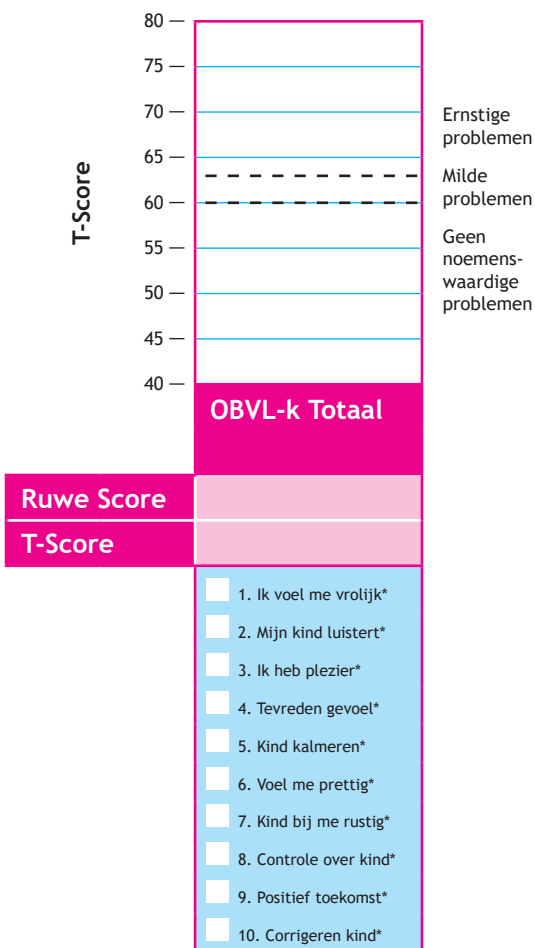 80
75
70
65
60
55
50
45
40
T-Score
Ernstige
problemen
Milde
problemen
Geen
noemens-
waardige
problemen
OBVL-k Totaal
Ruwe Score
T-Score
1. Ik voel me vrolijk*
2. Mijn kind luistert*
3. Ik heb plezier*
4. Tevreden gevoel*
5. Kind kalmeren*
6. Voel me prettig*
7. Kind bij me rustig*
8. Controle over kind*
9. Positief toekomst*
10. Corrigeren kind*